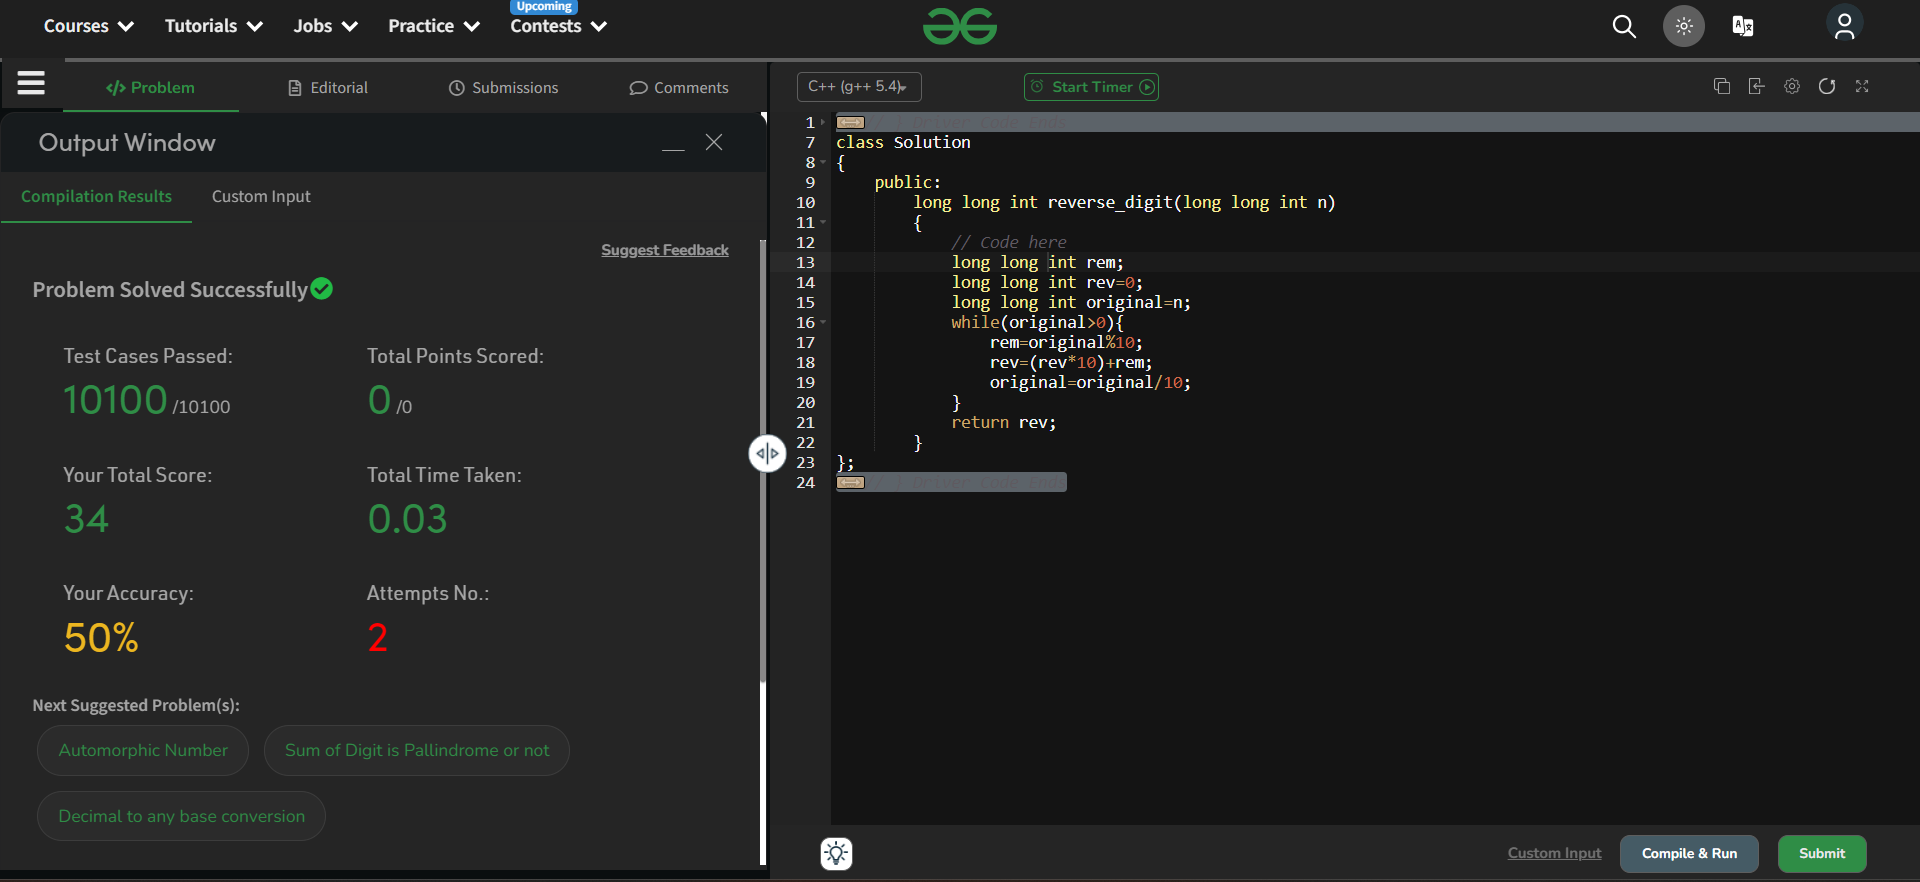 Courses Tutorials Jobs Practice Upcoming Contests
Problem Editorial Submissions Comments
Output Window
Compilation Results Custom Input
Suggest Feedback
Problem Solved Successfully
Test Cases Passed: Total Points Scored:
10100 /10100 0 /0
Your Total Score: Total Time Taken:
34 0.03
Your Accuracy: Attempts No.:
50% 2
Next Suggested Problem(s):
Automorphic Number Sum of Digit is Pallindrome or not
Decimal to any base conversion
C++ (g++ 5.4) Start Timer
1 // } Driver Code Ends
7 class Solution
8 {
9 public:
10 long long int reverse_digit(long long int n)
11 {
12 // Code here
13 long long int rem;
14 long long int rev=0;
15 long long int original=n;
16 while(original>0){
17 rem=original%10;
18 rev=(rev*10)+rem;
19 original=original/10;
20 }
21 return rev;
22 }
23 };
24 // } Driver Code Ends
Custom Input Compile & Run Submit